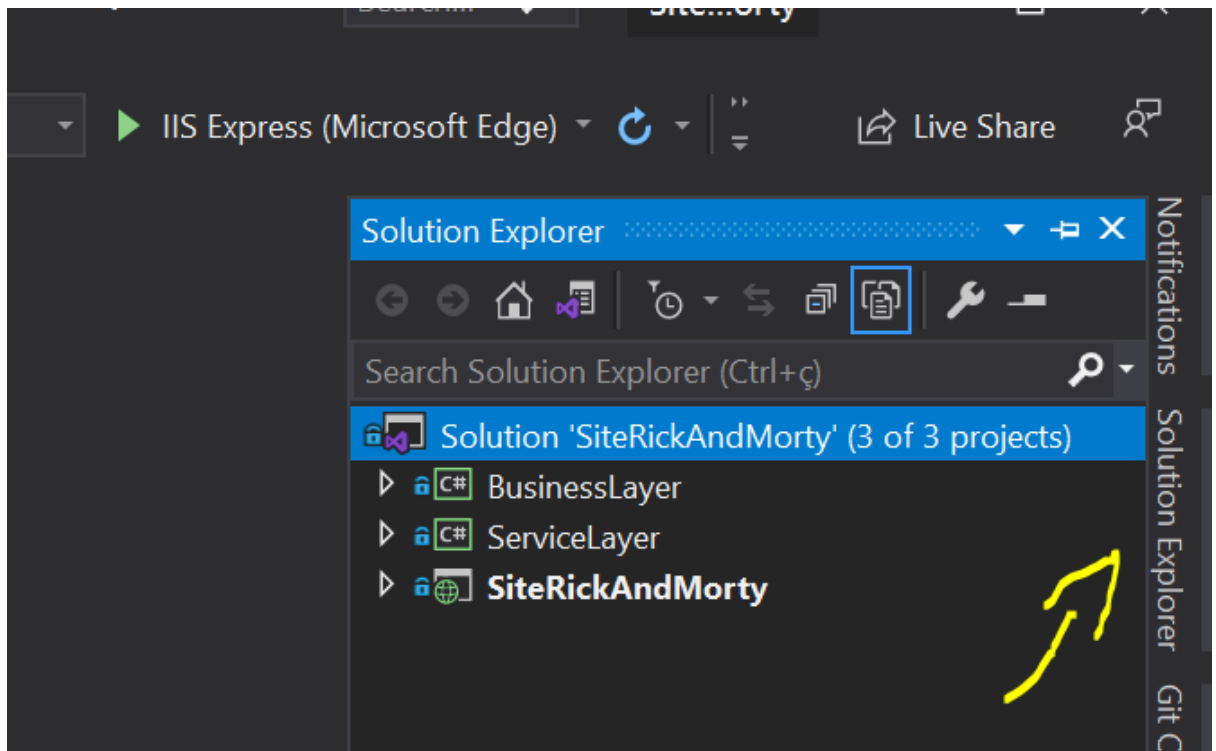 IIS Express (Microsoft Edge)
Live Share
Solution Explorer
Search Solution Explorer (Ctrl+ç)
Solution 'SiteRickAndMorty' (3 of 3 projects)
C# BusinessLayer
C# ServiceLayer
SiteRickAndMorty
Notifications
Solution Explorer
Git